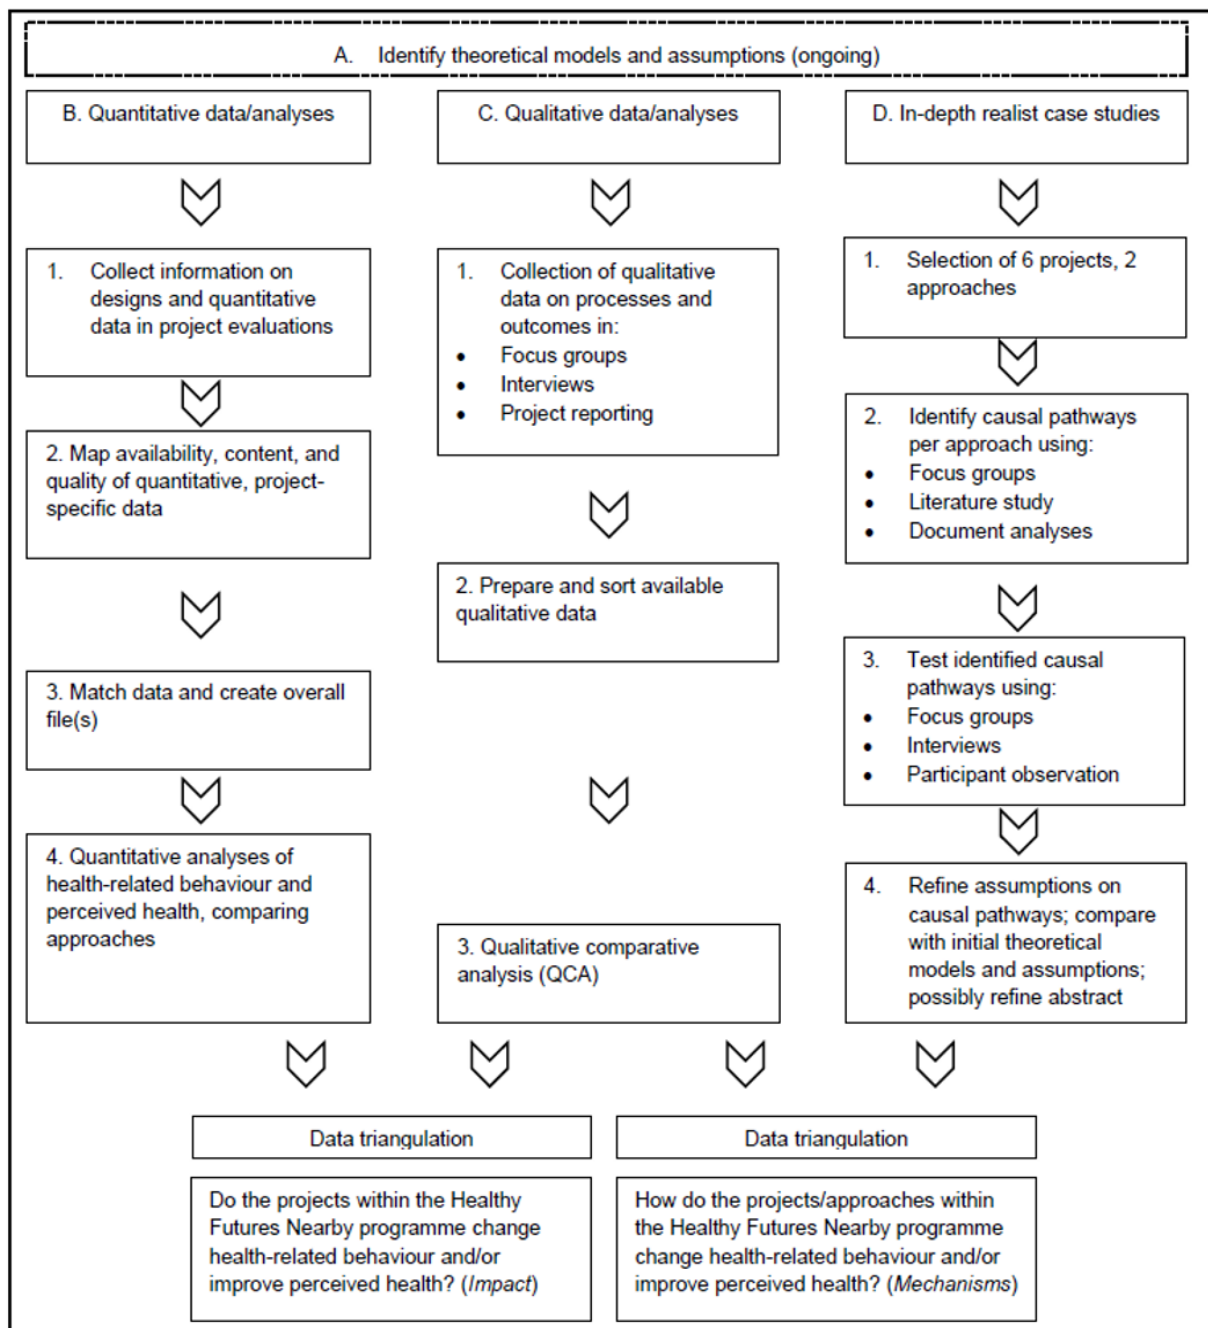 A. Identify theoretical models and assumptions (ongoing)
B. Quantitative data/analyses
1. Collect information on
designs and quantitative
data in project evaluations
2. Map availability, content, and
quality of quantitative, project-
specific data
3. Match data and create overall
file(s)
4. Quantitative analyses of
health-related behaviour and
perceived health, comparing
approaches
C. Qualitative data/analyses
1. Collection of qualitative
data on processes and
outcomes in:
• Focus groups
• Interviews
• Project reporting
2. Prepare and sort available
qualitative data
3. Qualitative comparative
analysis (QCA)
D. In-depth realist case studies
1. Selection of 6 projects, 2
approaches
2. Identify causal pathways
per approach using:
• Focus groups
• Literature study
• Document analyses
3. Test identified causal
pathways using:
• Focus groups
• Interviews
• Participant observation
4. Refine assumptions on
causal pathways; compare
with initial theoretical
models and assumptions;
possibly refine abstract
Data triangulation
Do the projects within the Healthy
Futures Nearby programme change
health-related behaviour and/or
improve perceived health? (Impact)
Data triangulation
How do the projects/approaches within
the Healthy Futures Nearby programme
change health-related behaviour and/or
improve perceived health? (Mechanisms)